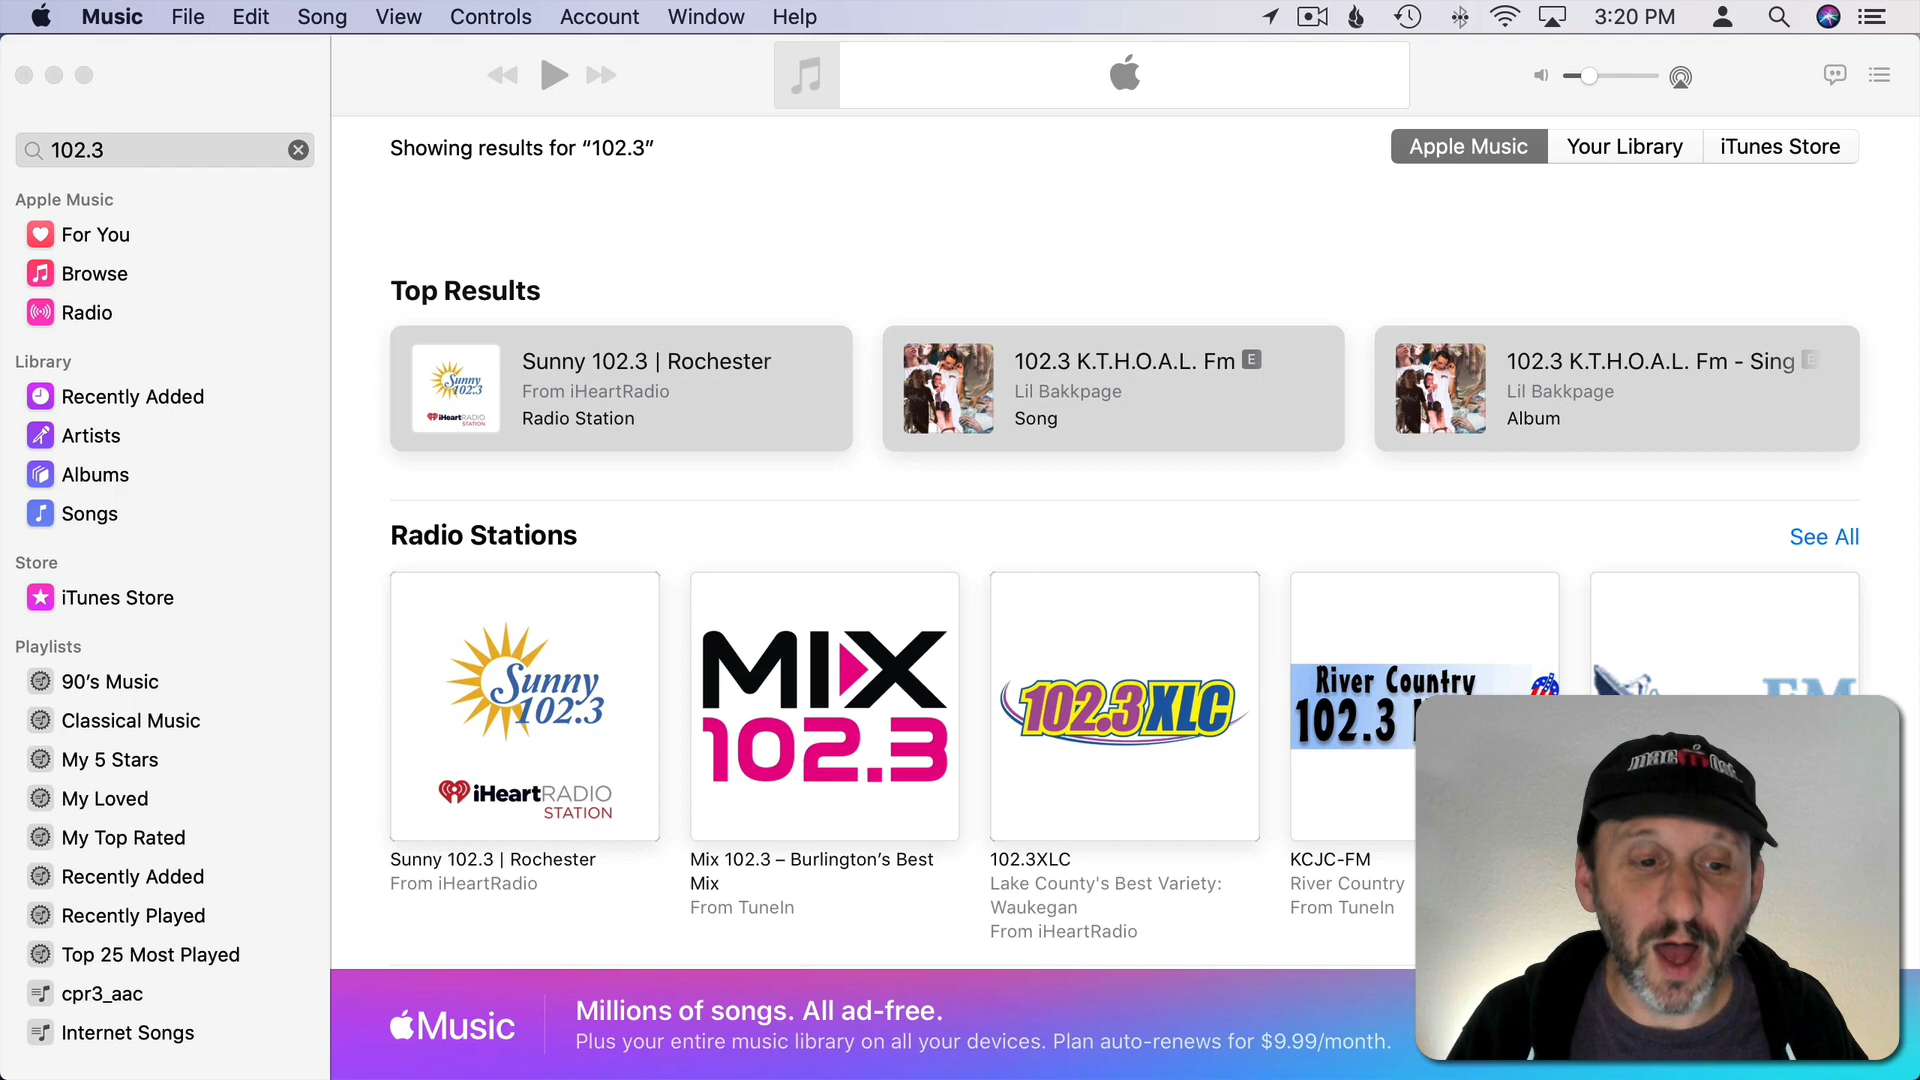 Music File Edit Song View Controls Account Window Help 3:20 PM
102.3
Showing results for “102.3”
Apple Music Your Library iTunes Store
Apple Music
For You
Browse
Radio
Library
Recently Added
Artists
Albums
Songs
Store
iTunes Store
Playlists
90’s Music
Classical Music
My 5 Stars
My Loved
My Top Rated
Recently Added
Recently Played
Top 25 Most Played
cpr3_aac
Internet Songs
Top Results
Sunny
102.3
iHeartRADIO
STATION
Sunny 102.3 | Rochester
From iHeartRadio
Radio Station
102.3 K.T.H.O.A.L. Fm E
Lil Bakkpage
Song
102.3 K.T.H.O.A.L. Fm - Sing E
Lil Bakkpage
Album
Radio Stations
See All
Sunny
102.3
iHeartRADIO
STATION
MIX
102.3
102.3 XLC
River Country
102.3
FM
Sunny 102.3 | Rochester
From iHeartRadio
Mix 102.3 – Burlington’s Best
Mix
From TuneIn
102.3XLC
Lake County's Best Variety:
Waukegan
From iHeartRadio
KCJC-FM
River Country
From TuneIn
Music
Millions of songs. All ad-free.
Plus your entire music library on all your devices. Plan auto-renews for $9.99/month.